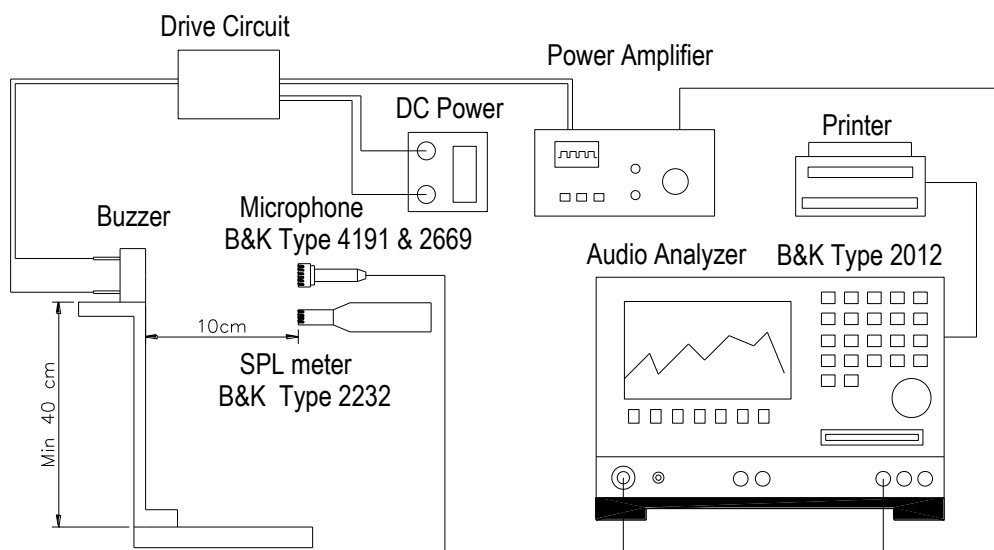 Drive Circuit
Power Amplifier
DC Power
Printer
Buzzer
Microphone
B&K Type 4191 & 2669
Audio Analyzer B&K Type 2012
10cm
SPL meter
B&K Type 2232
Min 40 cm